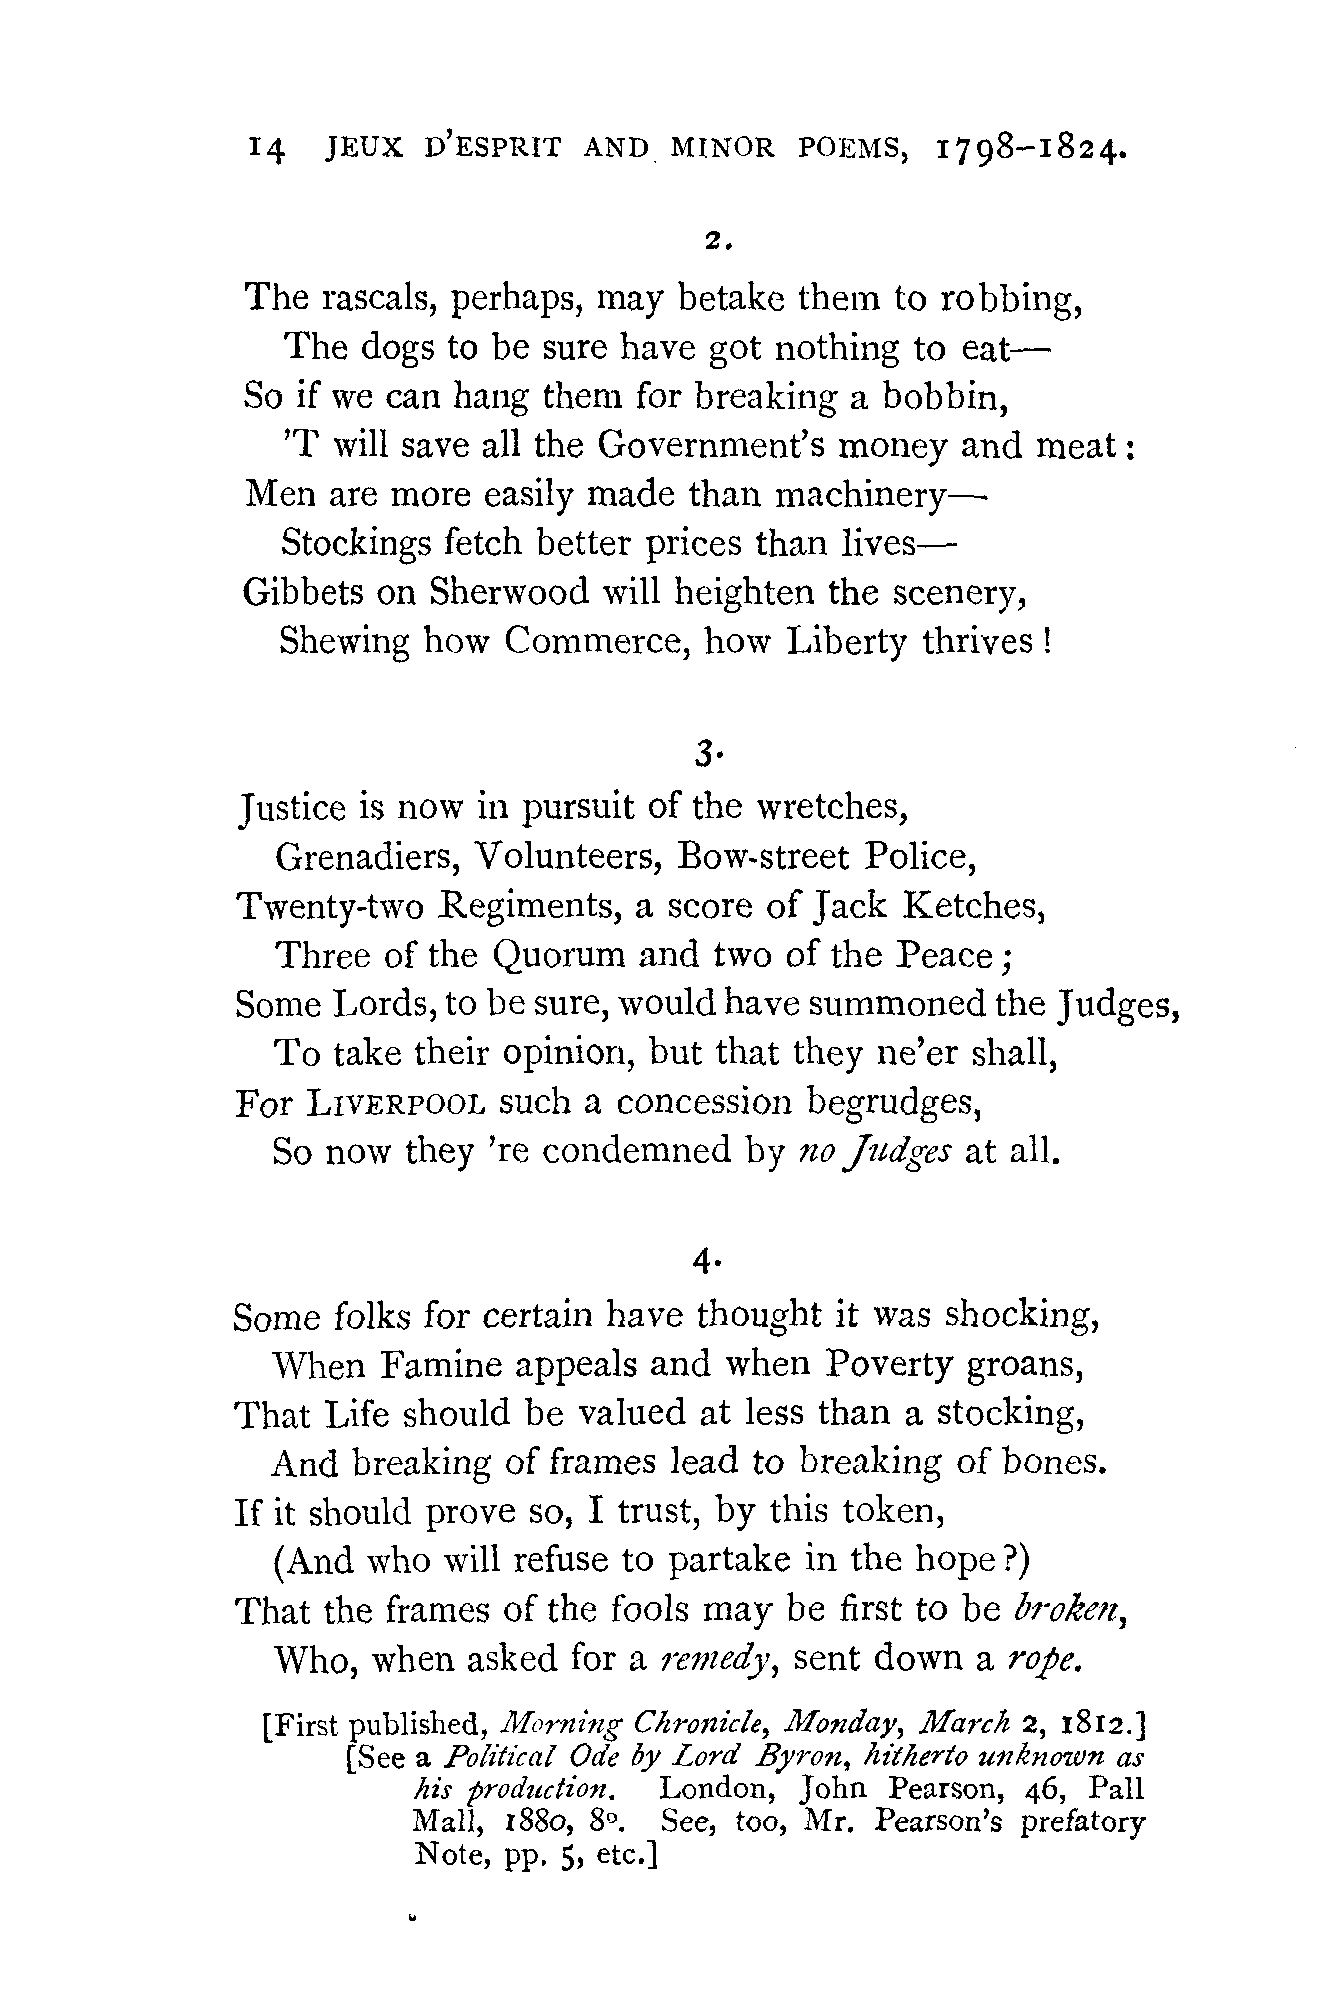 14 JEUX D'ESPRIT AND MINOR POEMS, 1798–1824.
2.
The rascals, perhaps, may betake them to robbing,
The dogs to be sure have got nothing to eat—
So if we can hang them for breaking a bobbin,
'T will save all the Government's money and meat :
Men are more easily made than machinery—
Stockings fetch better prices than lives—
Gibbets on Sherwood will heighten the scenery,
Shewing how Commerce, how Liberty thrives !
3.
Justice is now in pursuit of the wretches,
Grenadiers, Volunteers, Bow-street Police,
Twenty-two Regiments, a score of Jack Ketches,
Three of the Quorum and two of the Peace ;
Some Lords, to be sure, would have summoned the Judges,
To take their opinion, but that they ne'er shall,
For LIVERPOOL such a concession begrudges,
So now they 're condemned by no Judges at all.
4.
Some folks for certain have thought it was shocking,
When Famine appeals and when Poverty groans,
That Life should be valued at less than a stocking,
And breaking of frames lead to breaking of bones.
If it should prove so, I trust, by this token,
(And who will refuse to partake in the hope ?)
That the frames of the fools may be first to be broken,
Who, when asked for a remedy, sent down a rope.
[First published, Morning Chronicle, Monday, March 2, 1812.]
[See a Political Ode by Lord Byron, hitherto unknown as
his production. London, John Pearson, 46, Pall
Mall, 1880, 8º. See, too, Mr. Pearson's prefatory
Note, pp. 5, etc.]